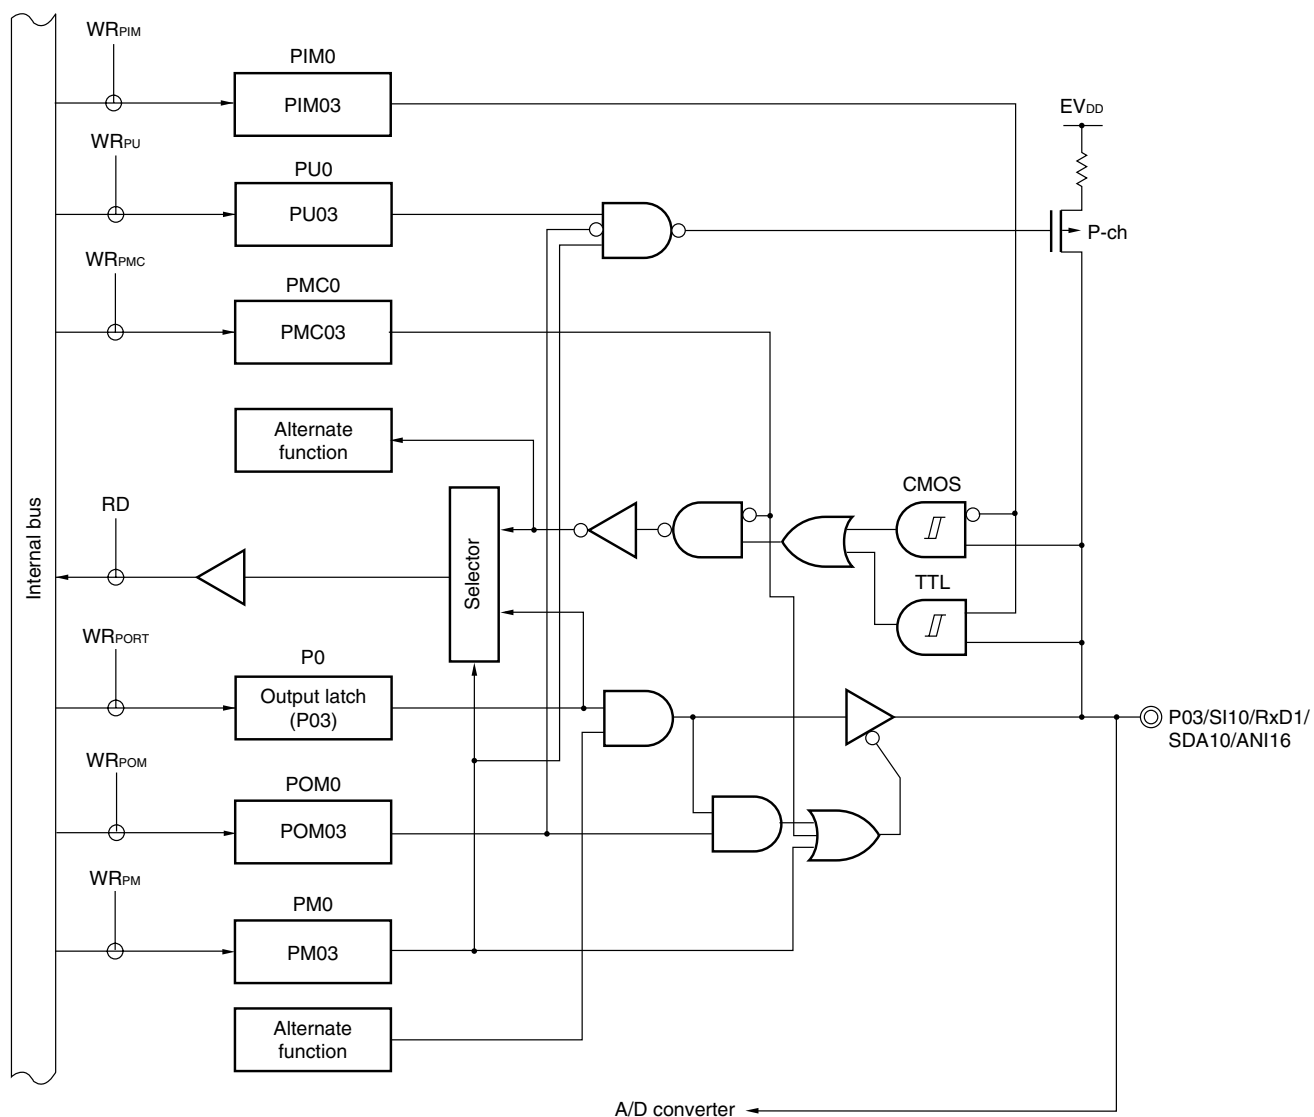 WRPIM
PIM0
PIM03
EVDD
WRPU
PU0
PU03
P-ch
WRPMC
PMC0
PMC03
Alternate
function
Internal bus
RD
Selector
CMOS
TTL
WRPORT
P0
Output latch
(P03)
P03/SI10/RxD1/
SDA10/ANI16
WRPOM
POM0
POM03
WRPM
PM0
PM03
Alternate
function
A/D converter